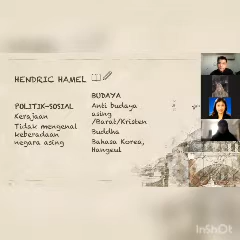 HENDRIC HAMEL
BUDAYA
POLITIK-SOSIAL
Kerajaan
Tidak mengenal
keberadaan
negara asing
Anti budaya
asing
/Barat/Kristen
Buddha
Bahasa Korea,
Hangeul
InShOt